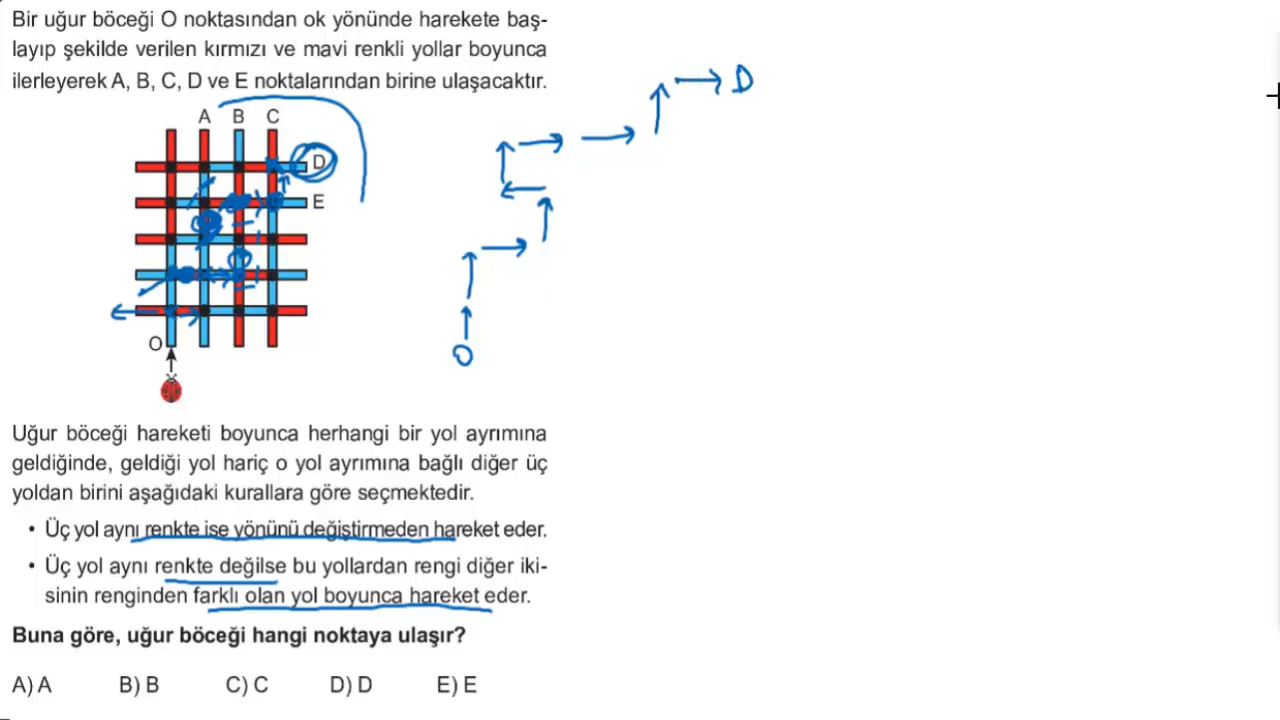 Bir uğur böceği O noktasından ok yönünde harekete baş-
layıp şekilde verilen kırmızı ve mavi renkli yollar boyunca
ilerleyerek A, B, C, D ve E noktalarından birine ulaşacaktır.
D
A B C
D
E
O
O
Uğur böceği hareketi boyunca herhangi bir yol ayrımına
geldiğinde, geldiği yol hariç o yol ayrımına bağlı diğer üç
yoldan birini aşağıdaki kurallara göre seçmektedir.
• Üç yol aynı renkte ise yönünü değiştirmeden hareket eder.
• Üç yol aynı renkte değilse bu yollardan rengi diğer iki-
sinin renginden farklı olan yol boyunca hareket eder.
Buna göre, uğur böceği hangi noktaya ulaşır?
A) A B) B C) C D) D E) E